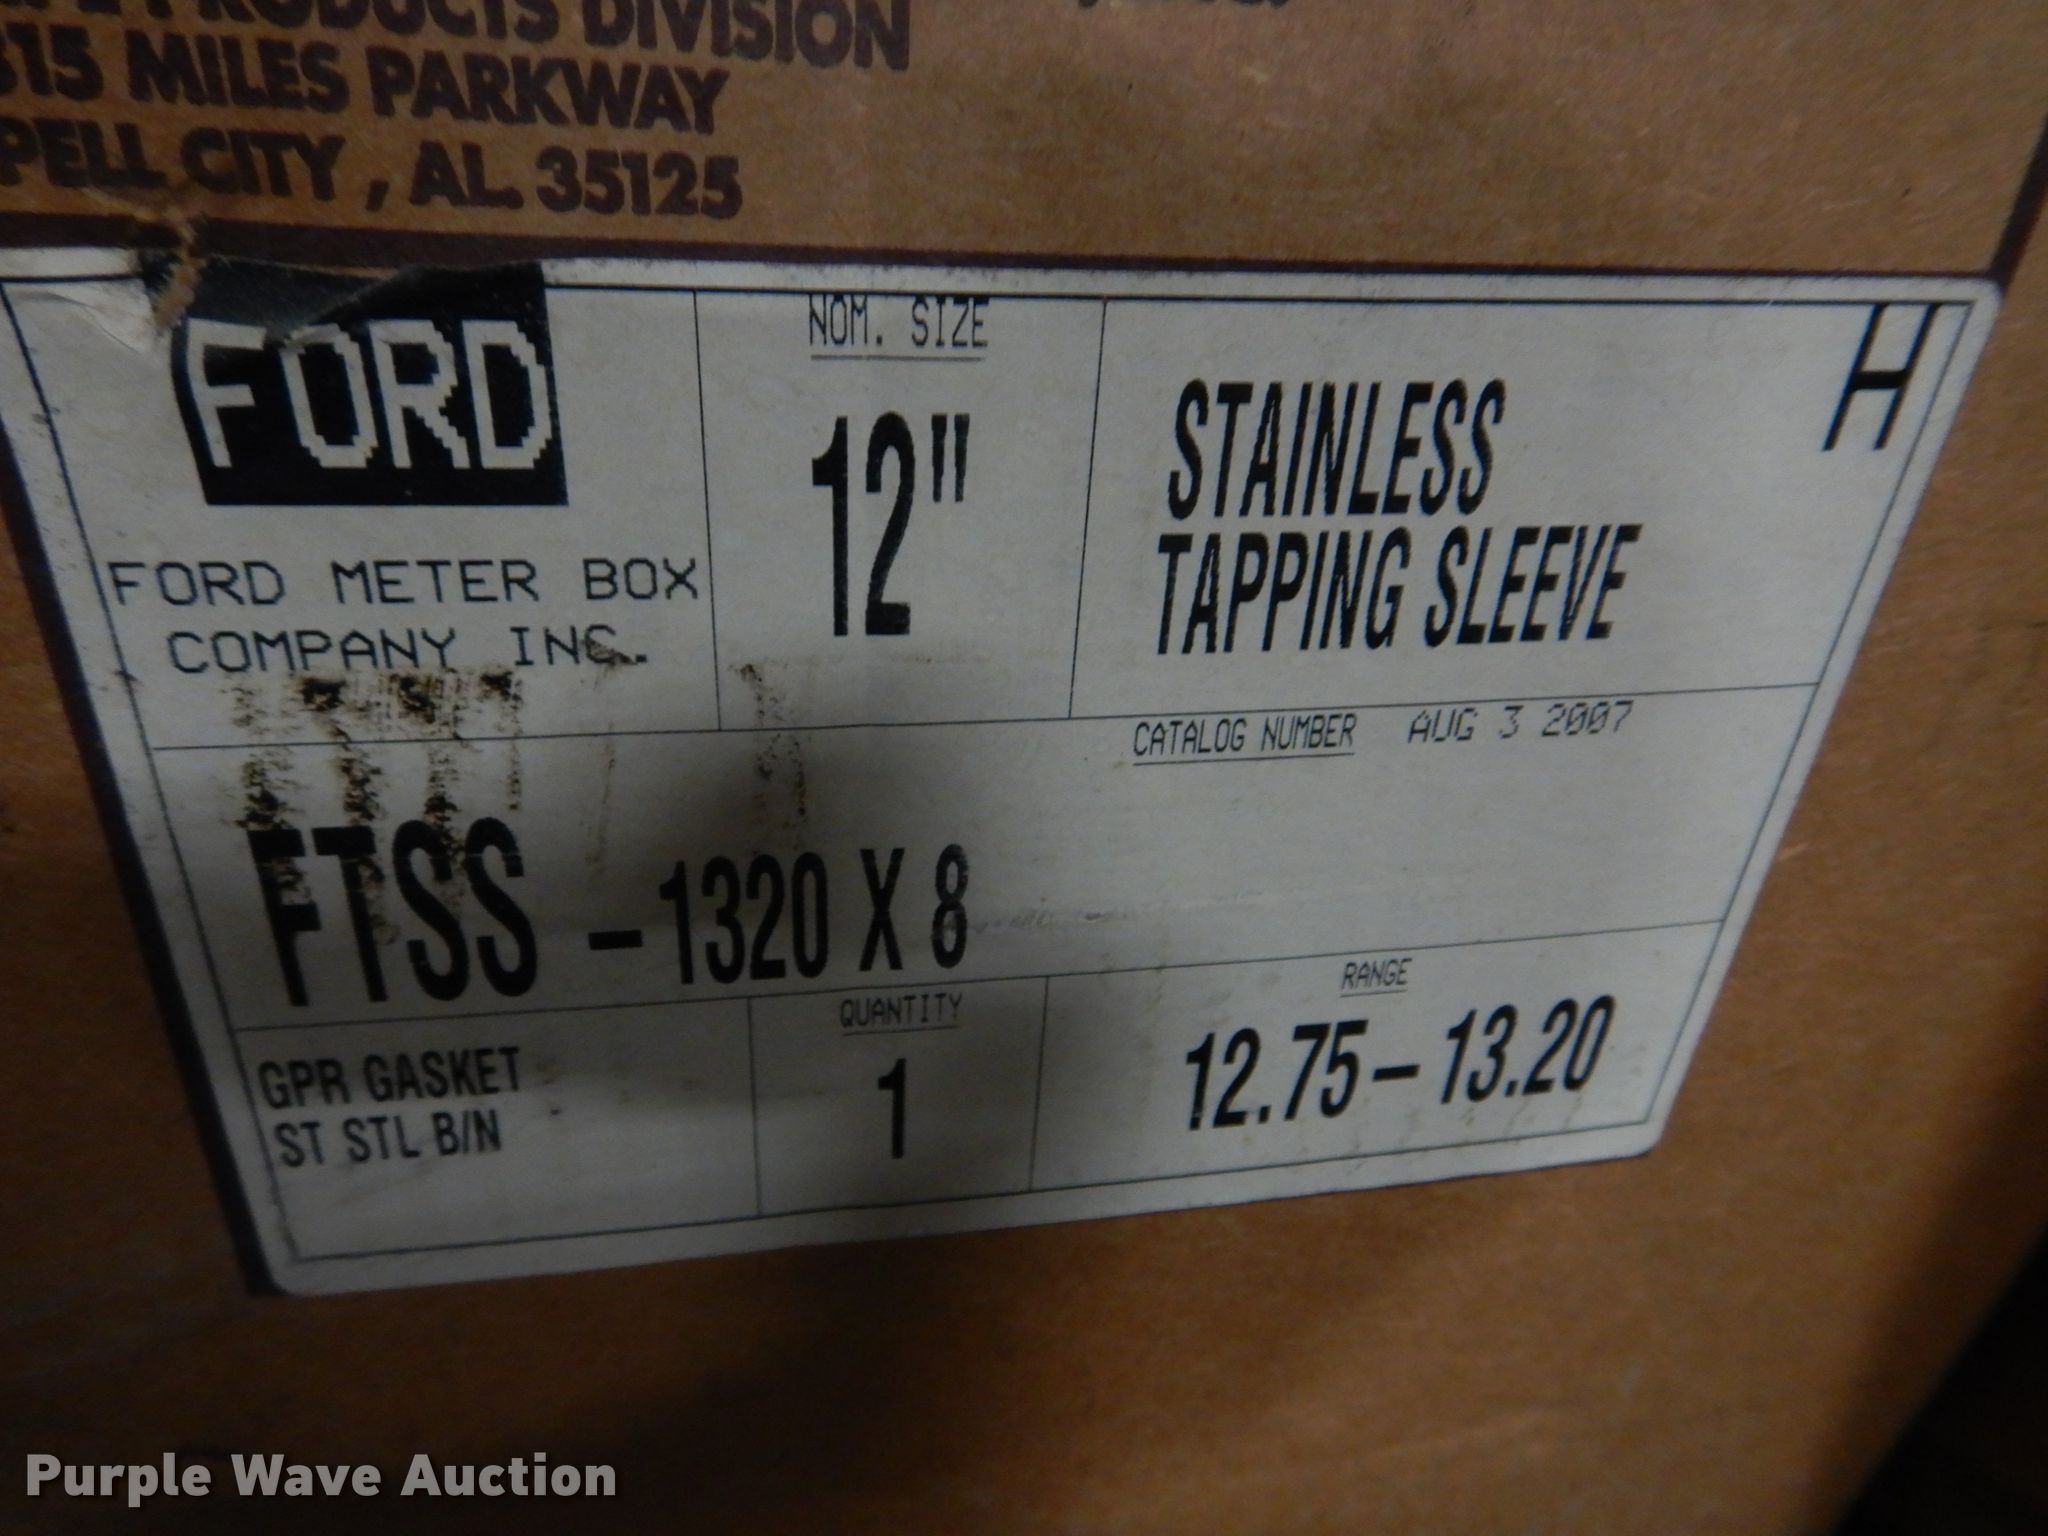 PRODUCTS DIVISION
315 MILES PARKWAY
PELL CITY, AL 35125
FORD
FORD METER BOX
COMPANY INC.
NOM. SIZE
12"
STAINLESS
TAPPING SLEEVE
H
CATALOG NUMBER AUG 3 2007
FTSS -1320 X 8
GPR GASKET
ST STL B/N
QUANTITY
1
RANGE
12.75-13.20
Purple Wave Auction